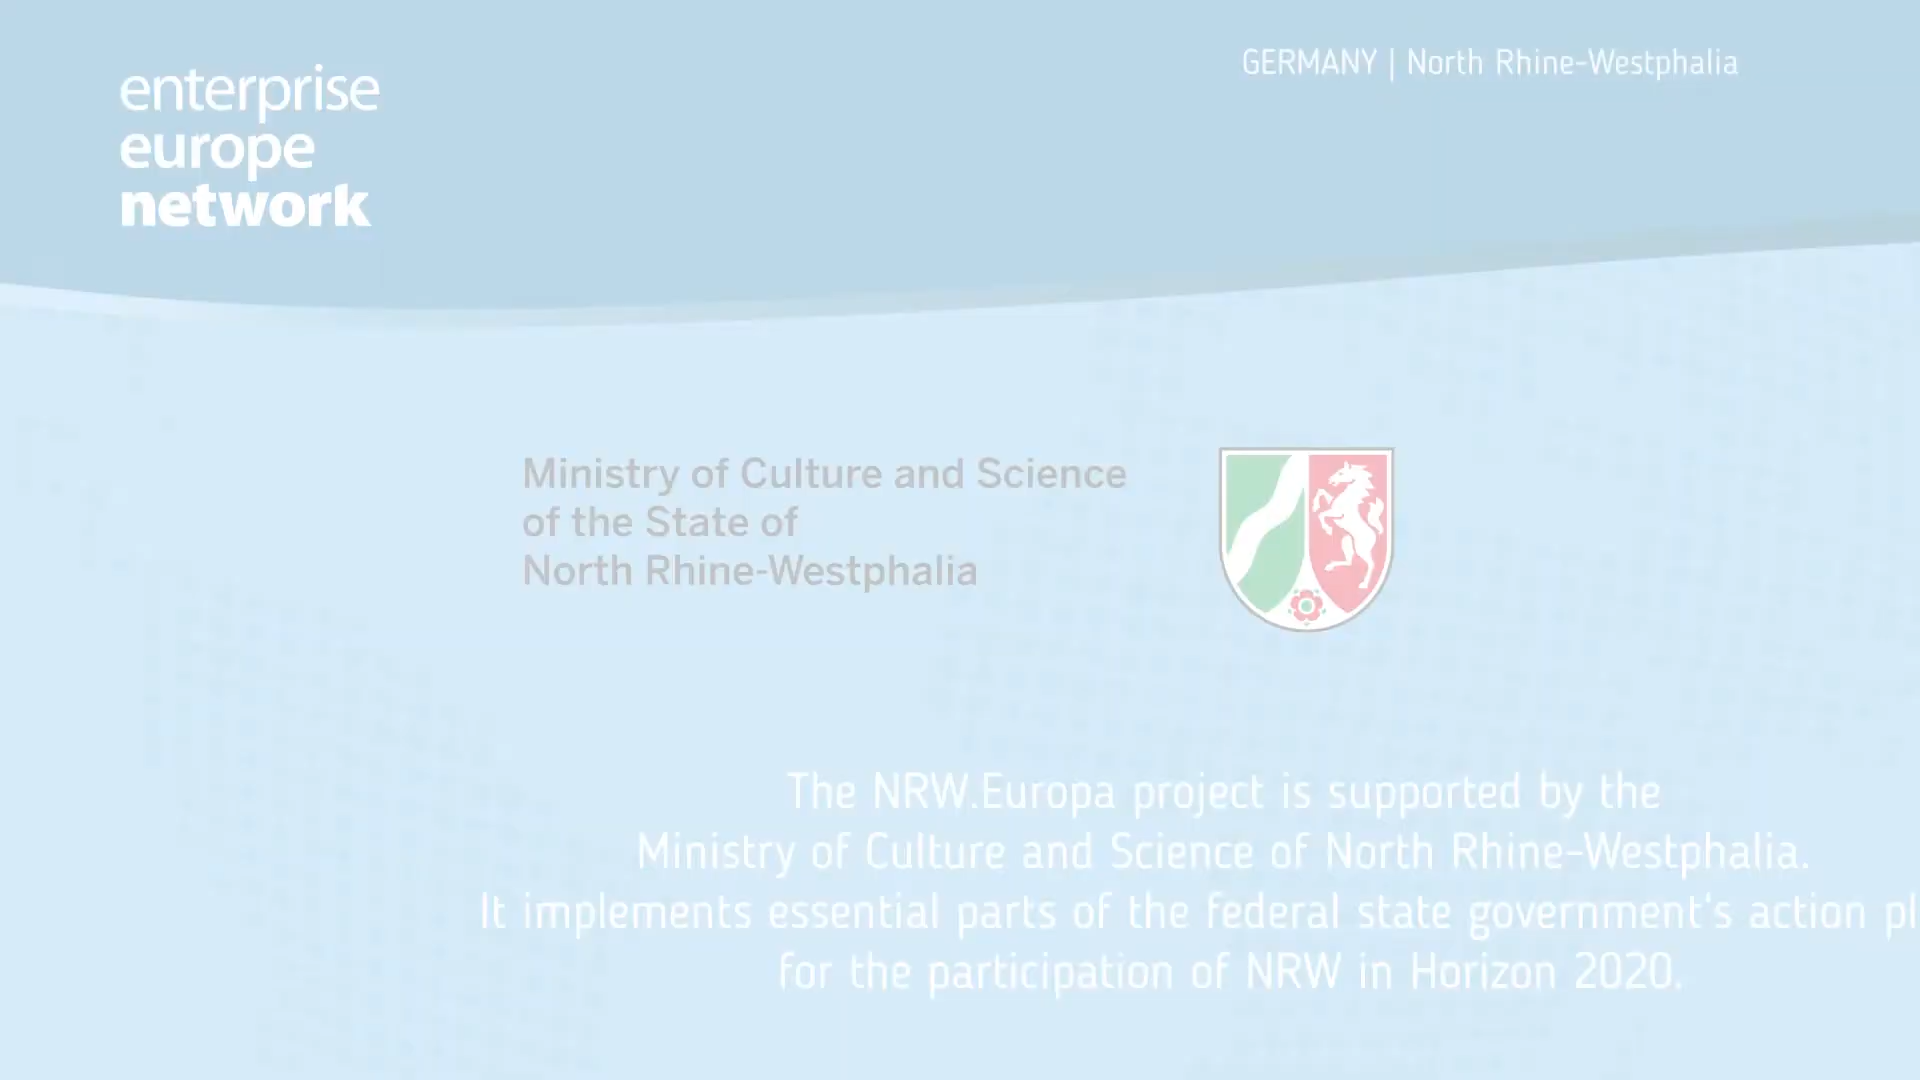 enterprise
europe
network
GERMANY | North Rhine-Westphalia
Ministry of Culture and Science
of the State of
North Rhine-Westphalia
The NRW.Europa project is supported by the
Ministry of Culture and Science of North Rhine-Westphalia.
It implements essential parts of the federal state government's action pl
for the participation of NRW in Horizon 2020.